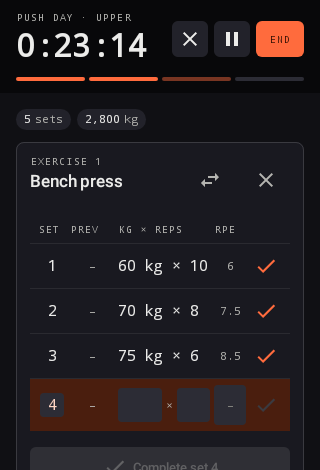 PUSH DAY · UPPER
0:23:14
END
5 sets 2,800 kg
EXERCISE 1
Bench press
SET PREV KG × REPS RPE
1 – 60 kg × 10 6
2 – 70 kg × 8 7.5
3 – 75 kg × 6 8.5
4 – × –
Complete set 4